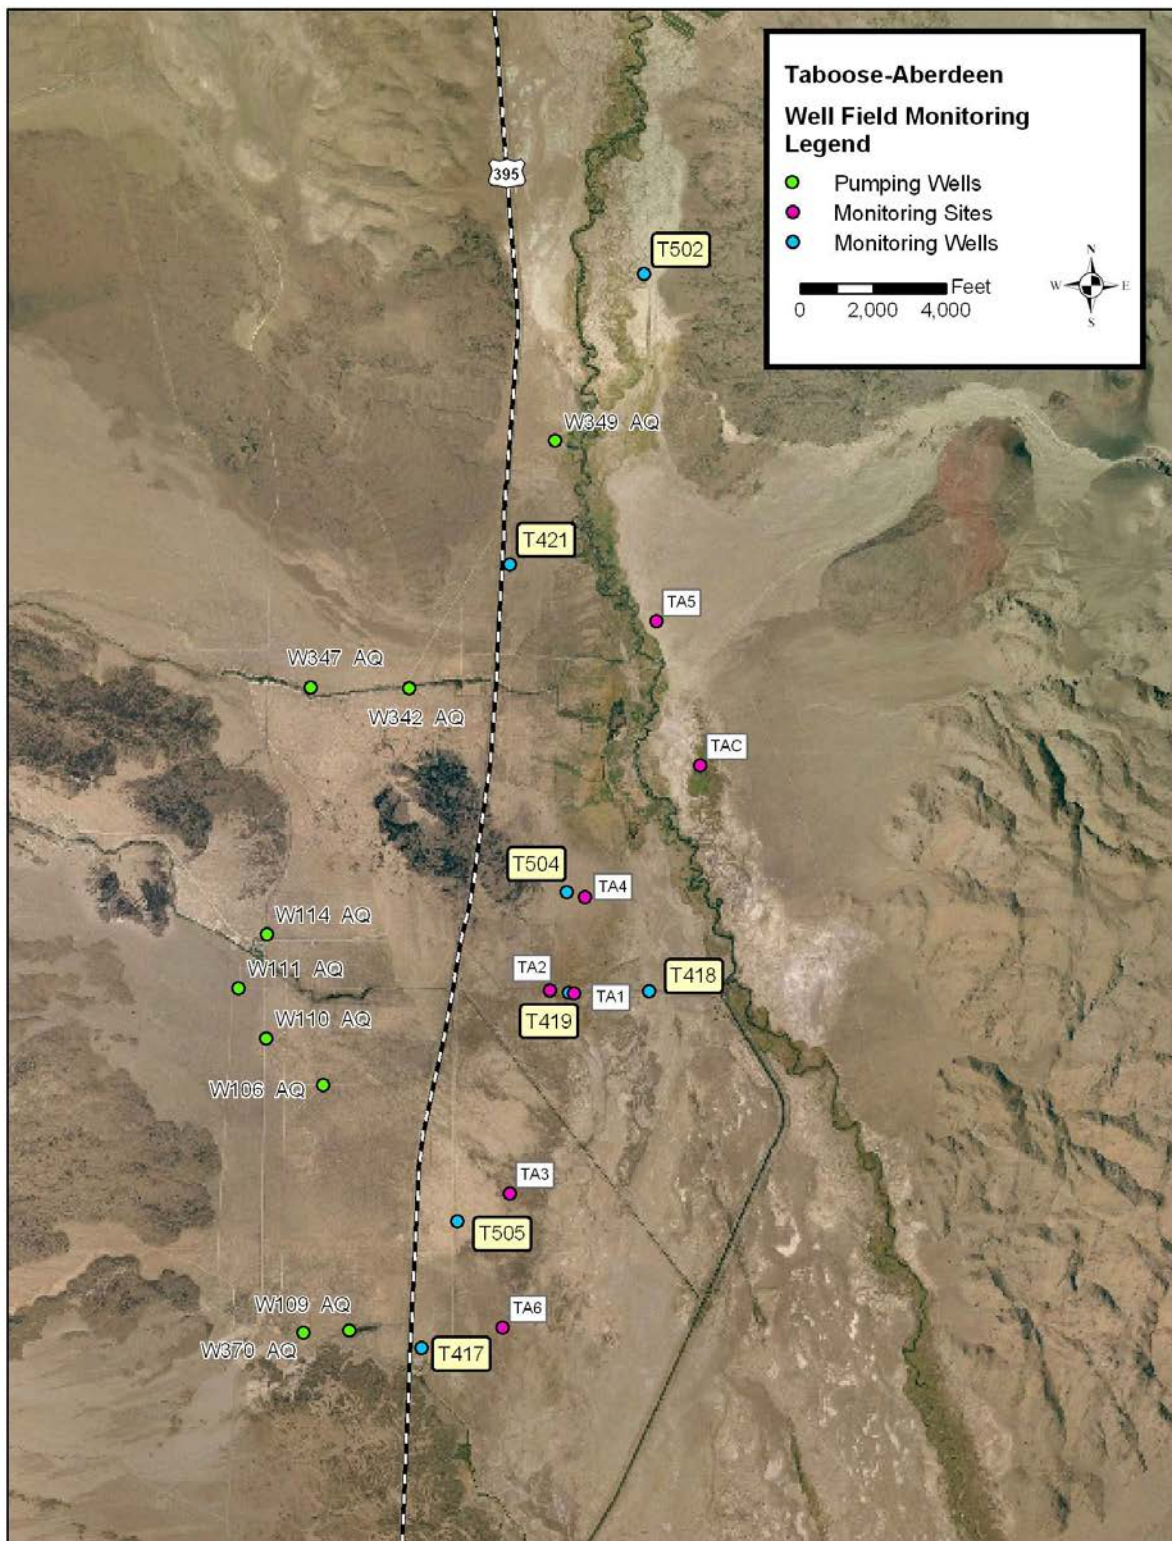 Taboose-Aberdeen
Well Field Monitoring
Legend
Pumping Wells
Monitoring Sites
Monitoring Wells
Feet
0 2,000 4,000
N
W E
S
395
T502
W349 AQ
T421
TA5
W347 AQ
W342 AQ
TAC
T504
TA4
W114 AQ
W111 AQ
TA2
T418
TA1
T419
W110 AQ
W106 AQ
TA3
T505
W109 AQ
TA6
W370 AQ
T417